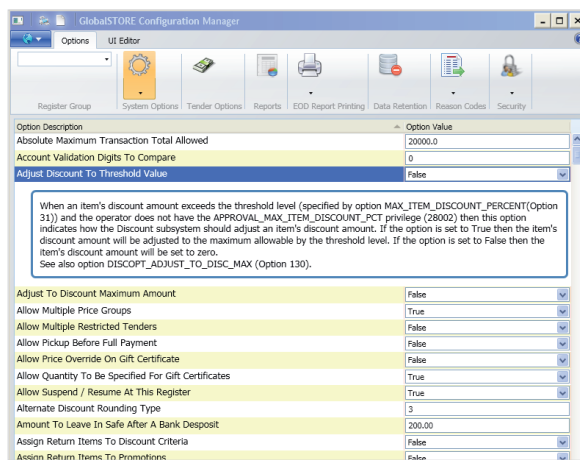 GlobalSTORE Configuration Manager
Options UI Editor
Register Group System Options Tender Options Reports EOD Report Printing Data Retention Reason Codes Security
Option Description Option Value
Absolute Maximum Transaction Total Allowed 20000.0
Account Validation Digits To Compare 0
Adjust Discount To Threshold Value False
When an item's discount amount exceeds the threshold level (specified by option MAX_ITEM_DISCOUNT_PERCENT(Option
31)) and the operator does not have the APPROVAL_MAX_ITEM_DISCOUNT_PCT privilege (28002) then this option
indicates how the Discount subsystem should adjust an item's discount amount. If the option is set to True then the item's
discount amount will be adjusted to the maximum allowable by the threshold level. If the option is set to False then the
item's discount amount will be set to zero.
See also option DISCOPT_ADJUST_TO_DISC_MAX (Option 130).
Adjust To Discount Maximum Amount False
Allow Multiple Price Groups True
Allow Multiple Restricted Tenders False
Allow Pickup Before Full Payment False
Allow Price Override On Gift Certificate False
Allow Quantity To Be Specified For Gift Certificates True
Allow Suspend / Resume At This Register True
Alternate Discount Rounding Type 3
Amount To Leave In Safe After A Bank Desposit 200.00
Assign Return Items To Discount Criteria False
Assign Return Items To Promotions False